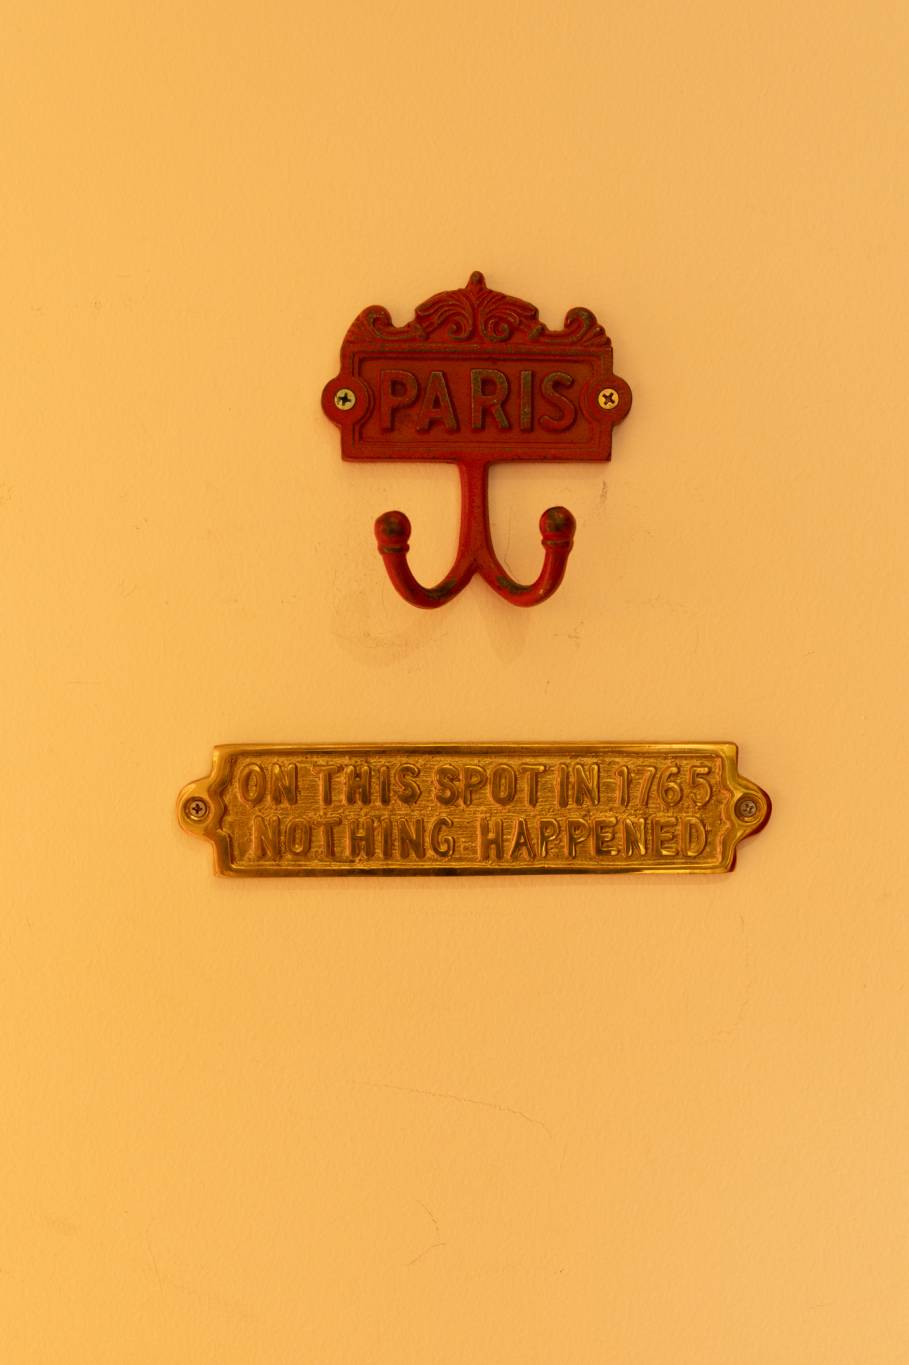 PARIS
ON THIS SPOT IN 1765
NOTHING HAPPENED